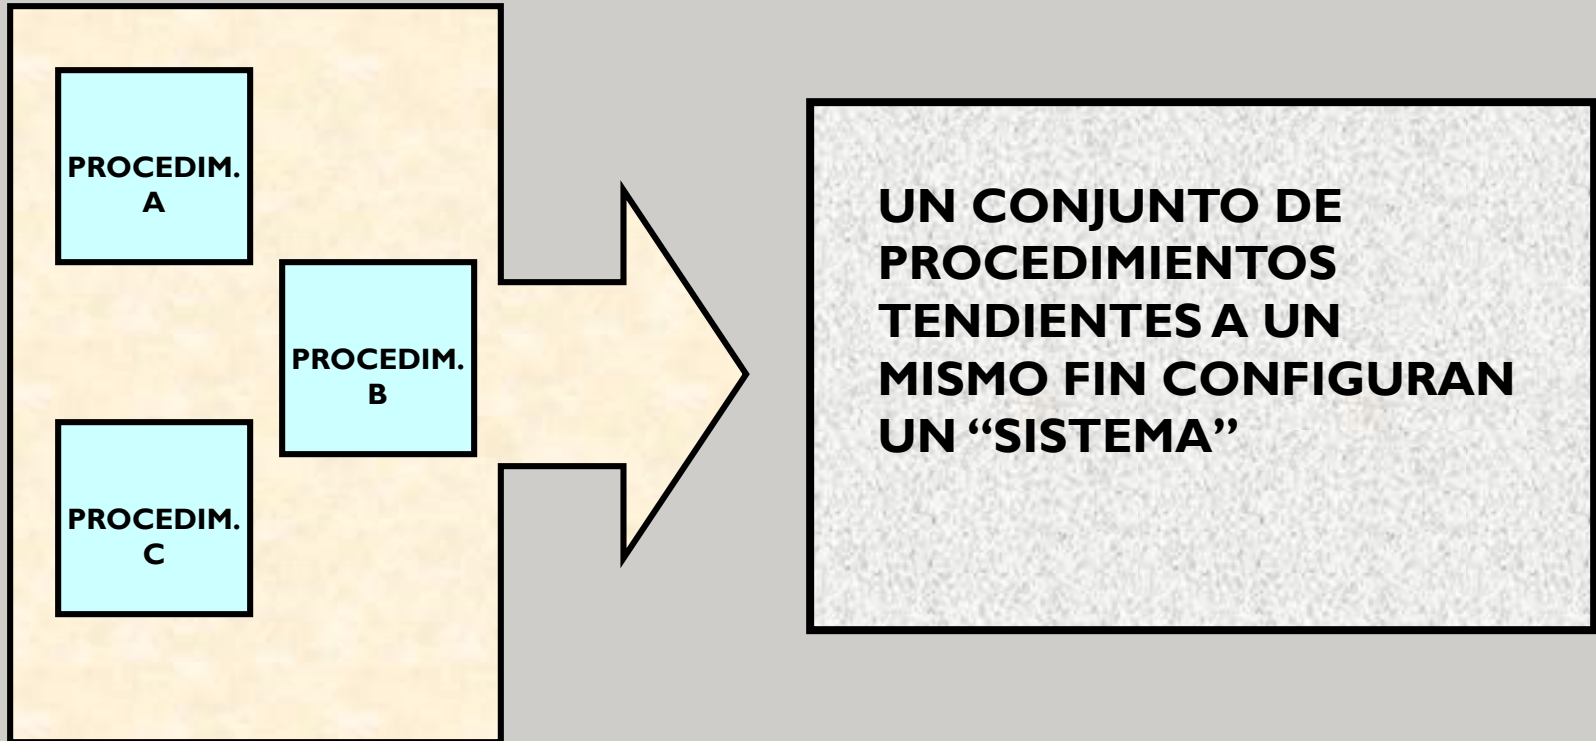 PROCEDIM.
A
PROCEDIM.
B
PROCEDIM.
C
UN CONJUNTO DE
PROCEDIMIENTOS
TENDIENTES A UN
MISMO FIN CONFIGURAN
UN “SISTEMA”